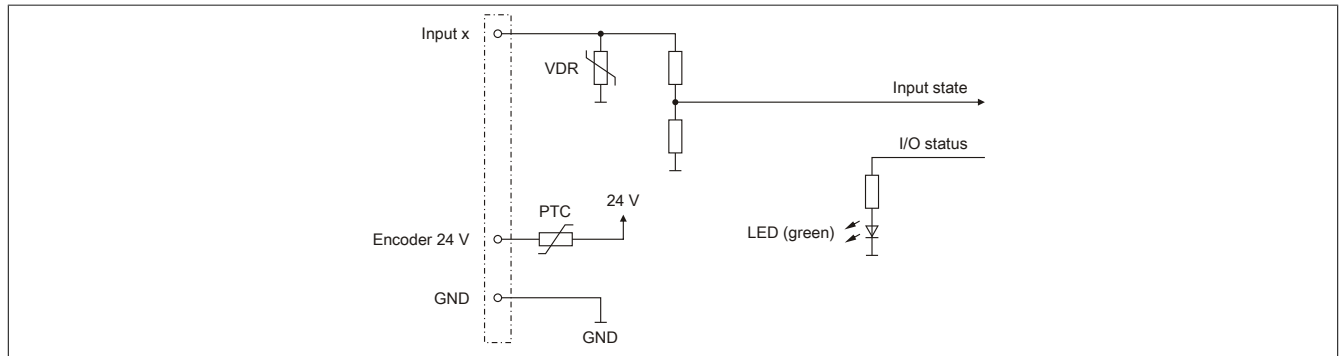 Input x
VDR
Input state
I/O status
24 V
PTC
Encoder 24 V
LED (green)
GND
GND